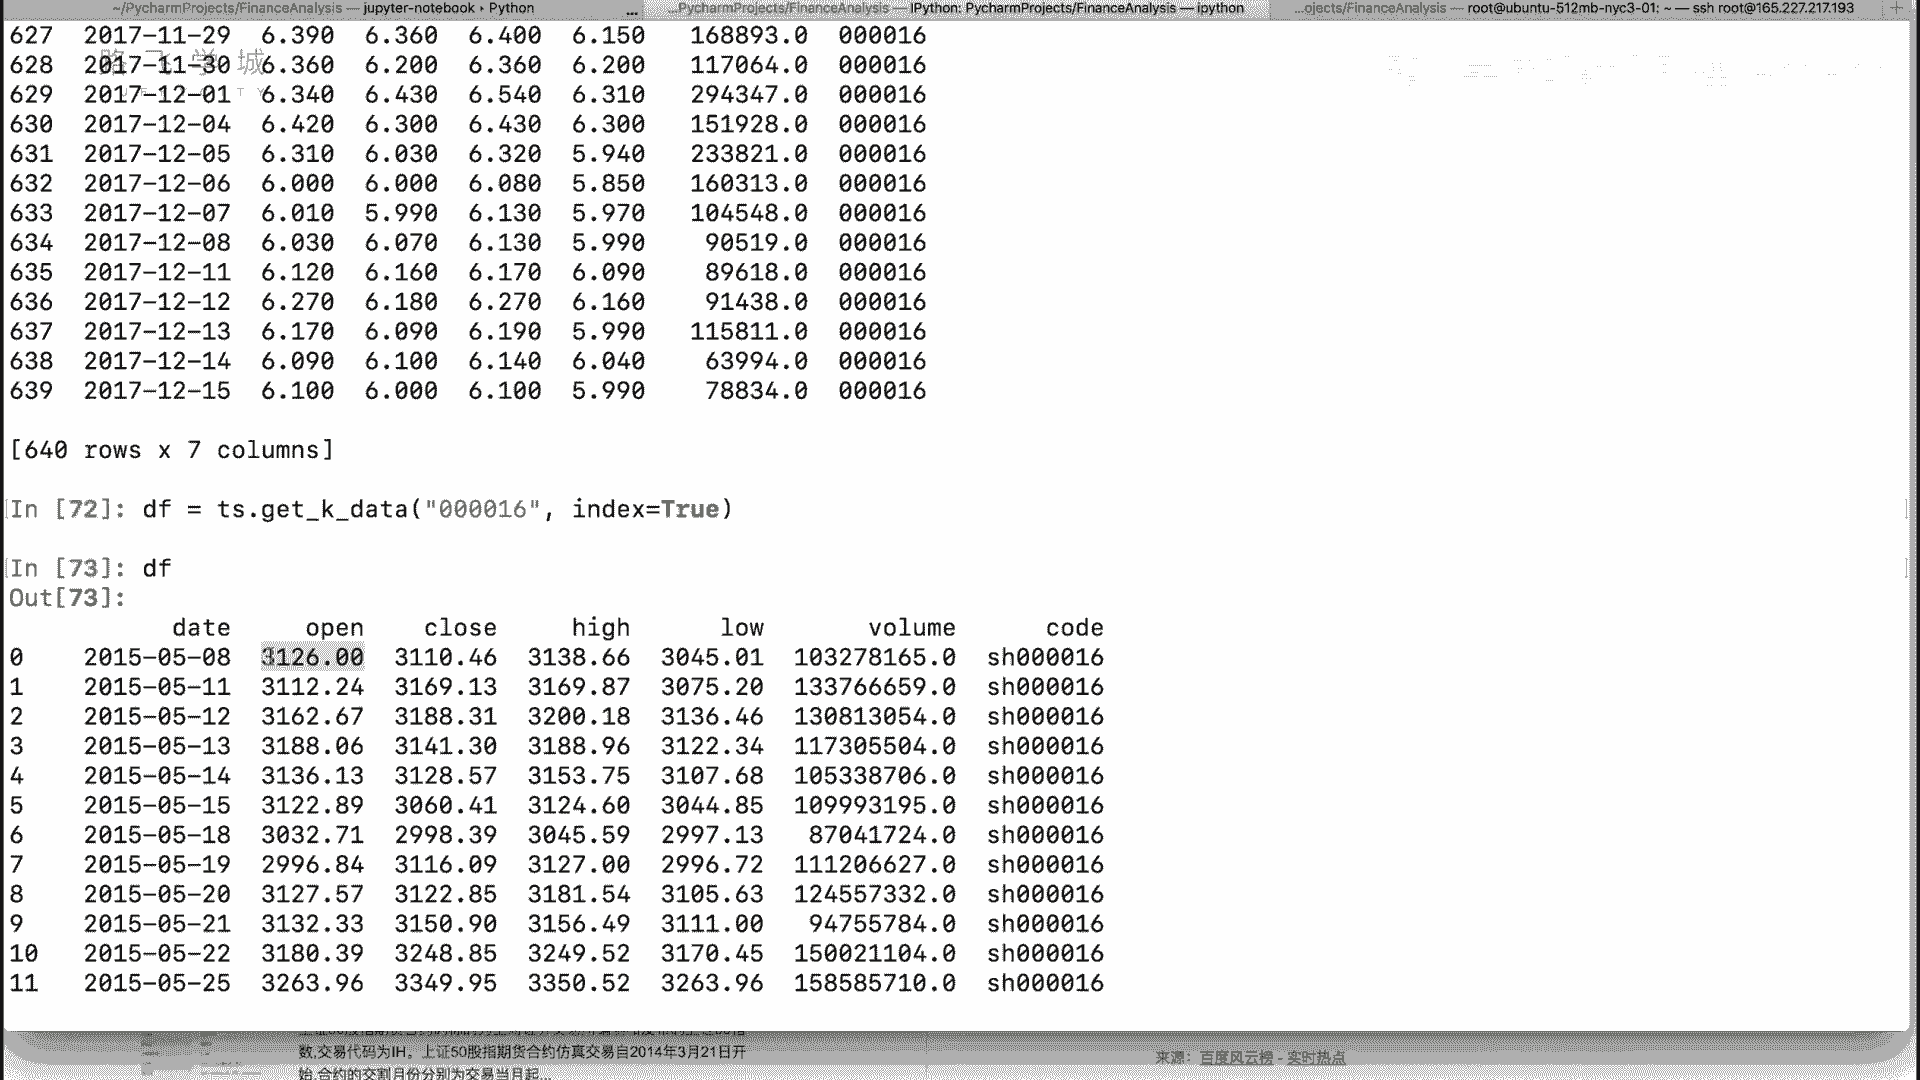 ~/PycharmProjects/FinanceAnalysis — jupyter-notebook ▸ Python ... ...PycharmProjects/FinanceAnalysis — IPython: PycharmProjects/FinanceAnalysis — ipython ...ojects/FinanceAnalysis — root@ubuntu-512mb-nyc3-01: ~ — ssh root@165.227.217.193
627 2017-11-29 6.390 6.360 6.400 6.150 168893.0 000016
路飞学城
628 2017-11-30 6.360 6.200 6.360 6.200 117064.0 000016
629 2017-12-01 6.340 6.430 6.540 6.310 294347.0 000016
630 2017-12-04 6.420 6.300 6.430 6.300 151928.0 000016
631 2017-12-05 6.310 6.030 6.320 5.940 233821.0 000016
632 2017-12-06 6.000 6.000 6.080 5.850 160313.0 000016
633 2017-12-07 6.010 5.990 6.130 5.970 104548.0 000016
634 2017-12-08 6.030 6.070 6.130 5.990 90519.0 000016
635 2017-12-11 6.120 6.160 6.170 6.090 89618.0 000016
636 2017-12-12 6.270 6.180 6.270 6.160 91438.0 000016
637 2017-12-13 6.170 6.090 6.190 5.990 115811.0 000016
638 2017-12-14 6.090 6.100 6.140 6.040 63994.0 000016
639 2017-12-15 6.100 6.000 6.100 5.990 78834.0 000016
[640 rows x 7 columns]
In [72]: df = ts.get_k_data("000016", index=True)
In [73]: df
Out[73]:
date open close high low volume code
0 2015-05-08 3126.00 3110.46 3138.66 3045.01 103278165.0 sh000016
1 2015-05-11 3112.24 3169.13 3169.87 3075.20 133766659.0 sh000016
2 2015-05-12 3162.67 3188.31 3200.18 3136.46 130813054.0 sh000016
3 2015-05-13 3188.06 3141.30 3188.96 3122.34 117305504.0 sh000016
4 2015-05-14 3136.13 3128.57 3153.75 3107.68 105338706.0 sh000016
5 2015-05-15 3122.89 3060.41 3124.60 3044.85 109993195.0 sh000016
6 2015-05-18 3032.71 2998.39 3045.59 2997.13 87041724.0 sh000016
7 2015-05-19 2996.84 3116.09 3127.00 2996.72 111206627.0 sh000016
8 2015-05-20 3127.57 3122.85 3181.54 3105.63 124557332.0 sh000016
9 2015-05-21 3132.33 3150.90 3156.49 3111.00 94755784.0 sh000016
10 2015-05-22 3180.39 3248.85 3249.52 3170.45 150021104.0 sh000016
11 2015-05-25 3263.96 3349.95 3350.52 3263.96 158585710.0 sh000016
数,交易代码为IH。上证50股指期货合约仿真交易自2014年3月21日开
始,合约的交割月份分别为交易当月起...
来源：百度风云榜 - 实时热点